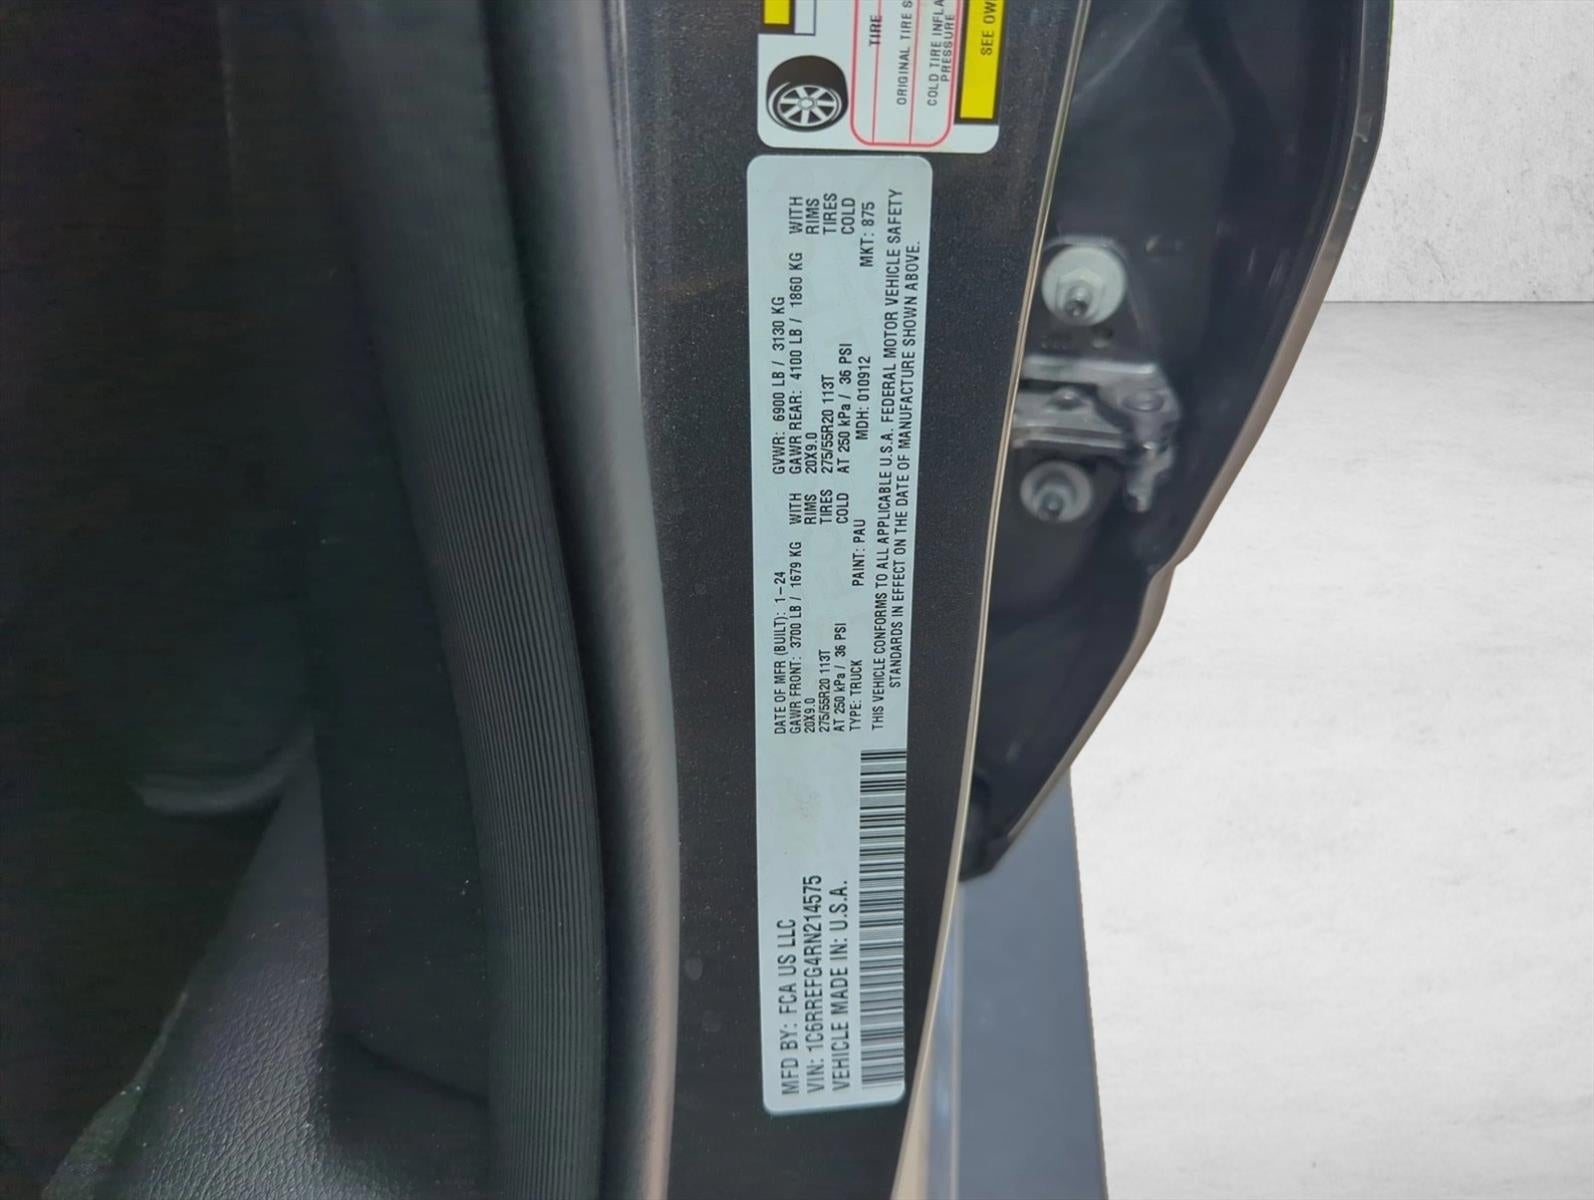 TIRE
ORIGINAL TIRE S
COLD TIRE INFLA
PRESSURE
SEE OW
MFD BY: FCA US LLC
VIN: 1C6RREFG4RN214575
VEHICLE MADE IN: U.S.A.
DATE OF MFR (BUILT): 1-24 GVWR: 6900 LB / 3130 KG
GAWR FRONT: 3700 LB / 1679 KG WITH GAWR REAR: 4100 LB / 1860 KG WITH
20X9.0 RIMS 20X9.0 RIMS
275/55R20 113T TIRES 275/55R20 113T TIRES
AT 250 kPa / 36 PSI COLD AT 250 kPa / 36 PSI COLD
TYPE: TRUCK PAINT: PAU MDH: 010912 MKT: 875
THIS VEHICLE CONFORMS TO ALL APPLICABLE U.S.A. FEDERAL MOTOR VEHICLE SAFETY
STANDARDS IN EFFECT ON THE DATE OF MANUFACTURE SHOWN ABOVE.